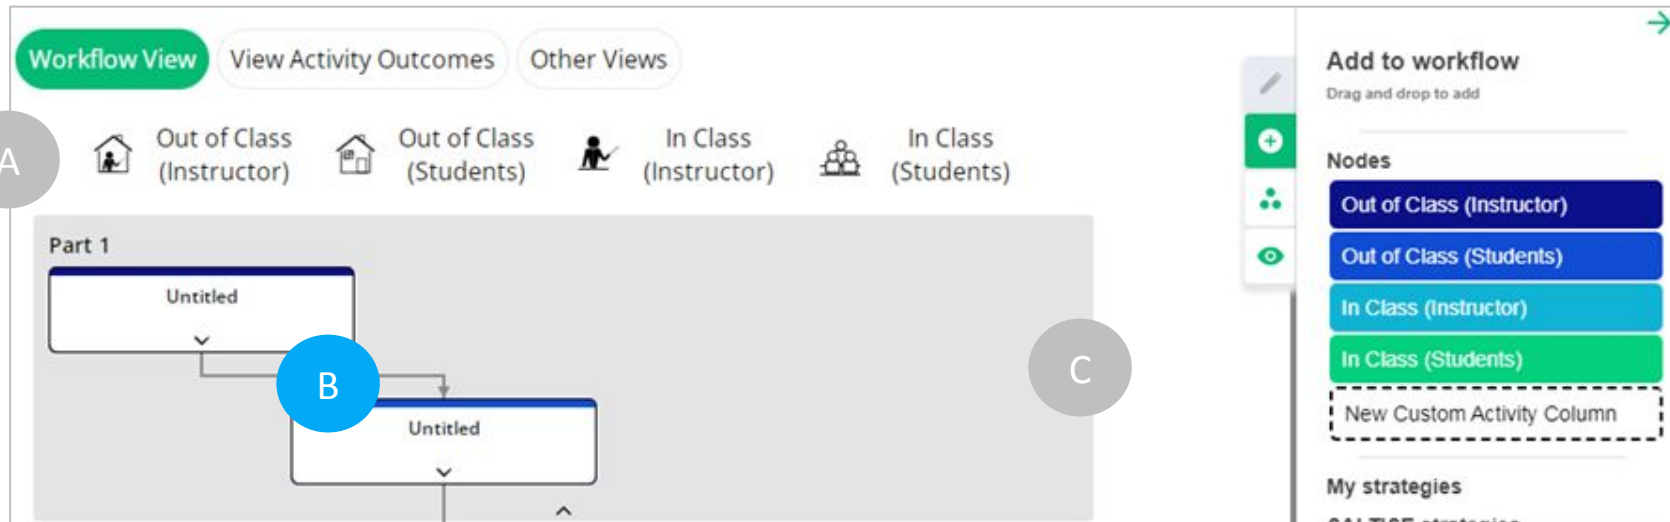 Workflow View View Activity Outcomes Other Views
A
Out of Class
(Instructor)
Out of Class
(Students)
In Class
(Instructor)
In Class
(Students)
Part 1
Untitled
B
Untitled
C
Add to workflow
Drag and drop to add
Nodes
Out of Class (Instructor)
Out of Class (Students)
In Class (Instructor)
In Class (Students)
New Custom Activity Column
My strategies
SALTISE strategies